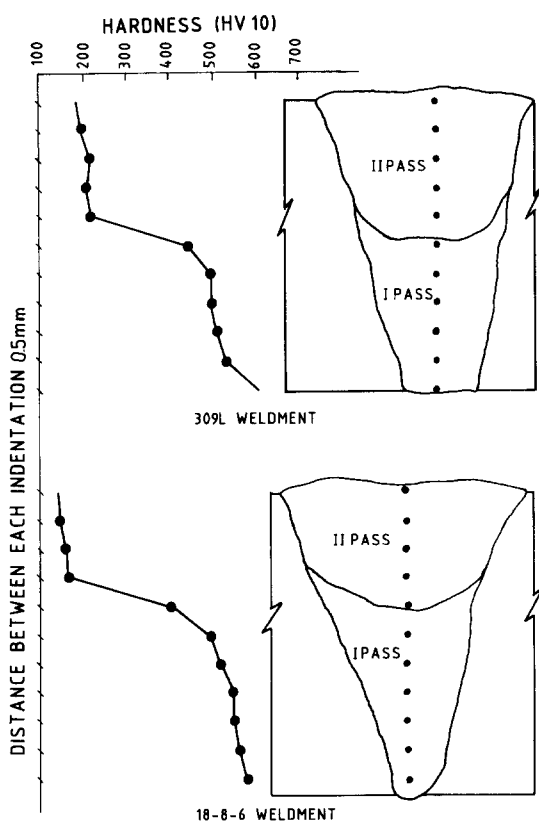 HARDNESS (HV 10)
100 200 300 400 500 600 700
II PASS
I PASS
309L WELDMENT
DISTANCE BETWEEN EACH INDENTATION 0.5mm
II PASS
I PASS
18-8-6 WELDMENT